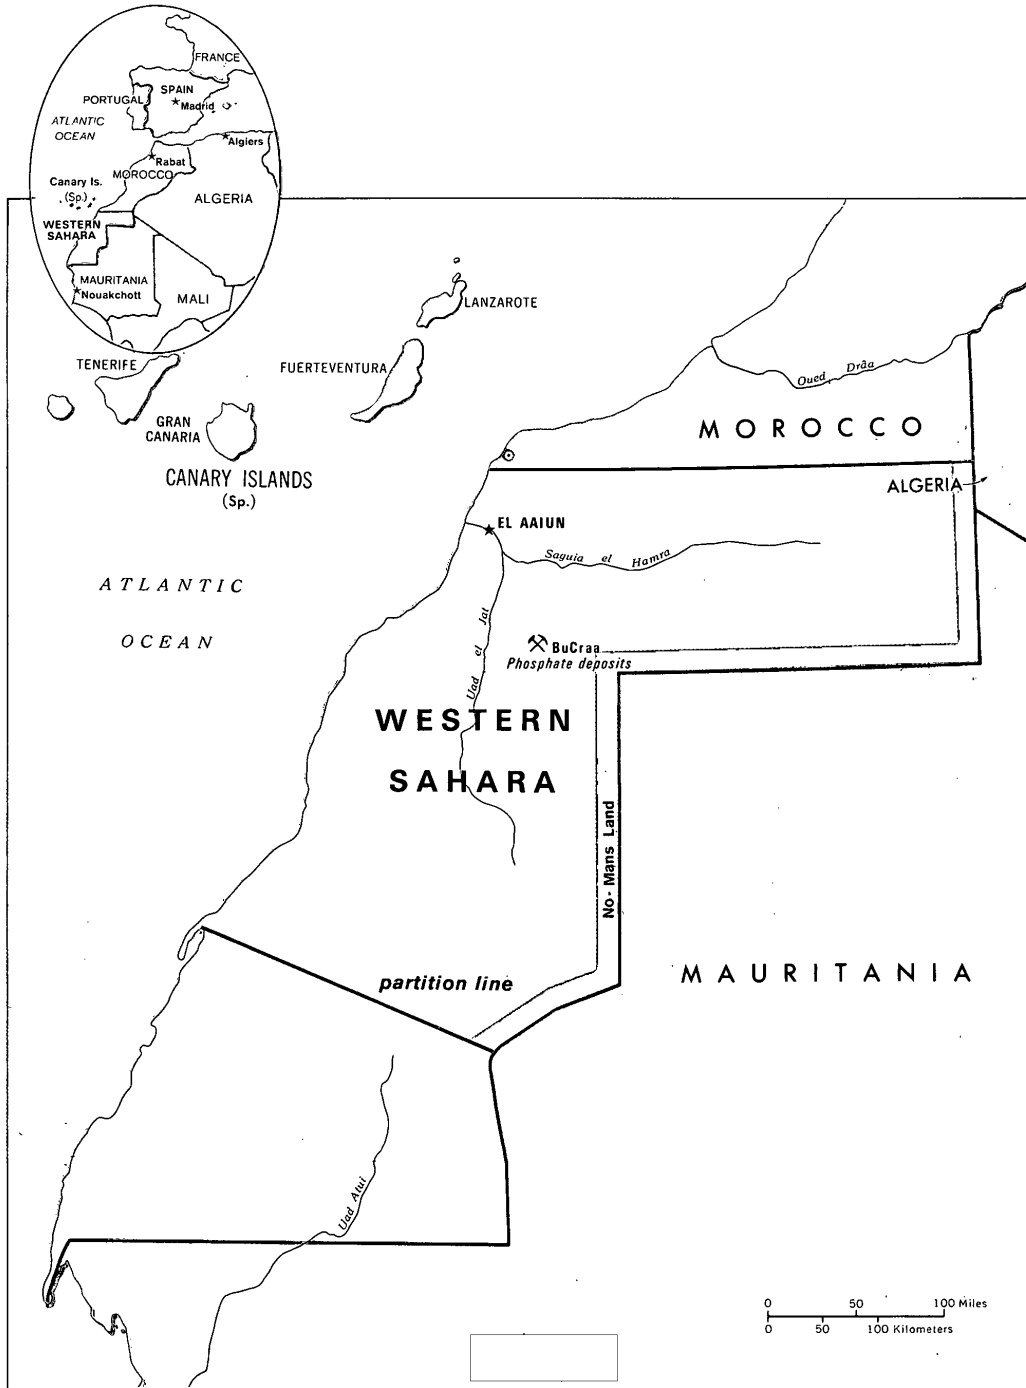 FRANCE
SPAIN
Madrid
PORTUGAL
ATLANTIC
OCEAN
Algiers
Rabat
MOROCCO
Canary Is.
(Sp.)
ALGERIA
WESTERN
SAHARA
MAURITANIA
Nouakchott
MALI
LANZAROTE
TENERIFE
FUERTEVENTURA
GRAN
CANARIA
CANARY ISLANDS
(Sp.)
Oued Drâa
MOROCCO
ALGERIA
EL AAIUN
Saguia el Hamra
ATLANTIC
OCEAN
Uad el Jat
BuCraa
Phosphate deposits
WESTERN
SAHARA
No-Mans Land
MAURITANIA
partition line
Uad Atui
0 50 100 Miles
0 50 100 Kilometers